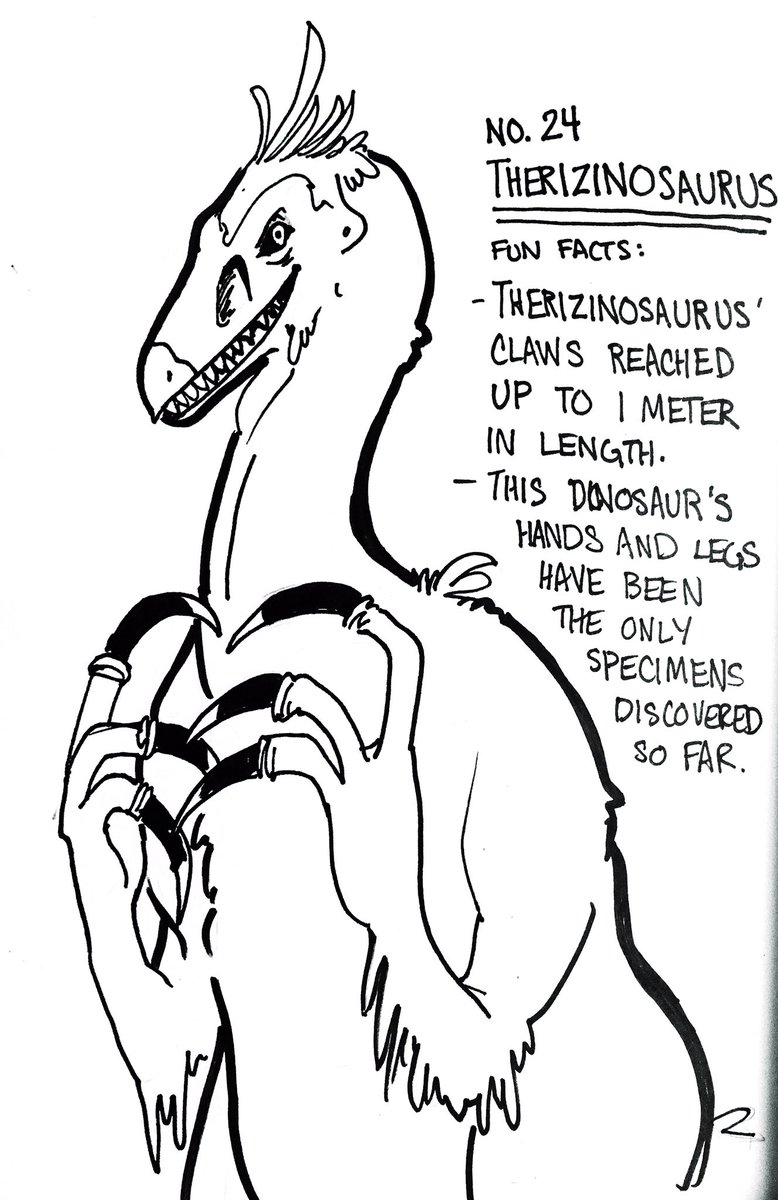 NO. 24
THERIZINOSAURUS
FUN FACTS:
- THERIZINOSAURUS'
CLAWS REACHED
UP TO 1 METER
IN LENGTH.
- THIS DINOSAUR'S
HANDS AND LEGS
HAVE BEEN
THE ONLY
SPECIMENS
DISCOVERED
SO FAR.